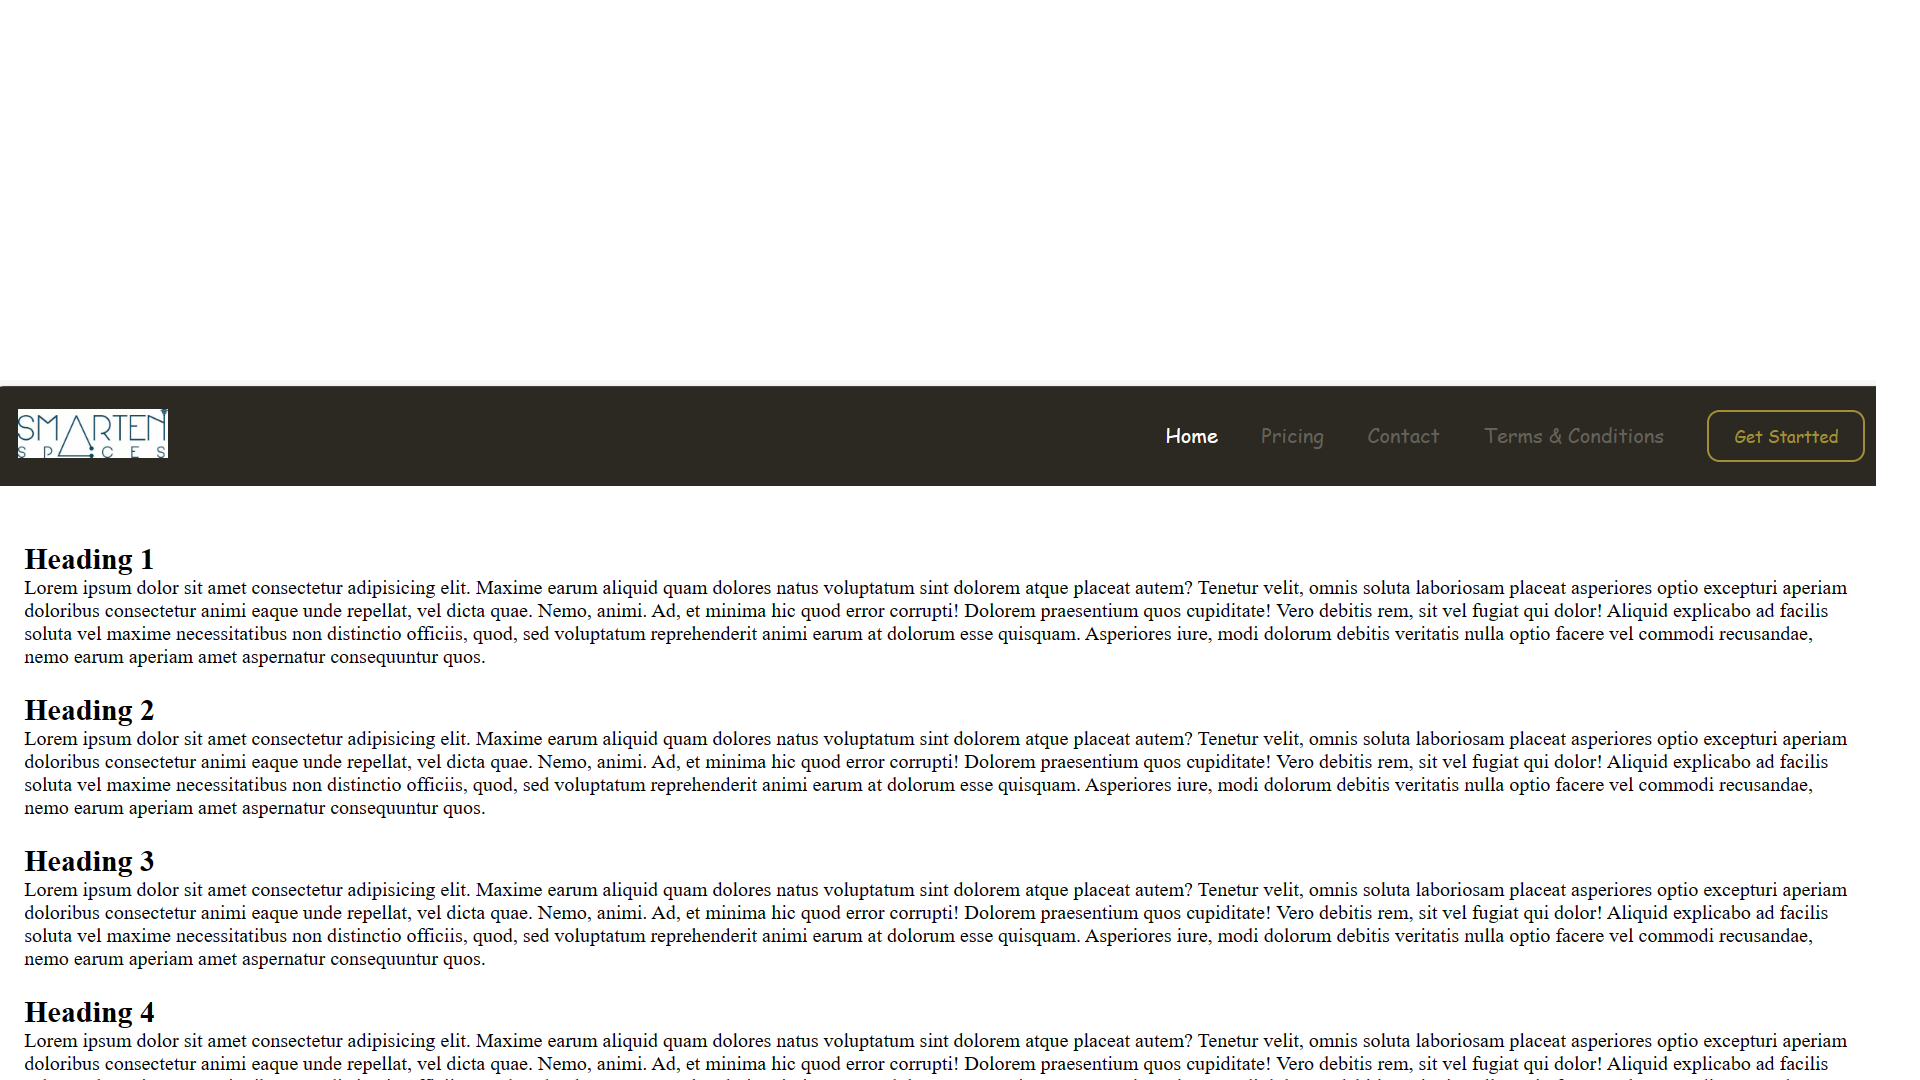 SMARTEN
SPACES
Home Pricing Contact Terms & Conditions Get Startted
Heading 1
Lorem ipsum dolor sit amet consectetur adipisicing elit. Maxime earum aliquid quam dolores natus voluptatum sint dolorem atque placeat autem? Tenetur velit, omnis soluta laboriosam placeat asperiores optio excepturi aperiam
doloribus consectetur animi eaque unde repellat, vel dicta quae. Nemo, animi. Ad, et minima hic quod error corrupti! Dolorem praesentium quos cupiditate! Vero debitis rem, sit vel fugiat qui dolor! Aliquid explicabo ad facilis
soluta vel maxime necessitatibus non distinctio officiis, quod, sed voluptatum reprehenderit animi earum at dolorum esse quisquam. Asperiores iure, modi dolorum debitis veritatis nulla optio facere vel commodi recusandae,
nemo earum aperiam amet aspernatur consequuntur quos.
Heading 2
Lorem ipsum dolor sit amet consectetur adipisicing elit. Maxime earum aliquid quam dolores natus voluptatum sint dolorem atque placeat autem? Tenetur velit, omnis soluta laboriosam placeat asperiores optio excepturi aperiam
doloribus consectetur animi eaque unde repellat, vel dicta quae. Nemo, animi. Ad, et minima hic quod error corrupti! Dolorem praesentium quos cupiditate! Vero debitis rem, sit vel fugiat qui dolor! Aliquid explicabo ad facilis
soluta vel maxime necessitatibus non distinctio officiis, quod, sed voluptatum reprehenderit animi earum at dolorum esse quisquam. Asperiores iure, modi dolorum debitis veritatis nulla optio facere vel commodi recusandae,
nemo earum aperiam amet aspernatur consequuntur quos.
Heading 3
Lorem ipsum dolor sit amet consectetur adipisicing elit. Maxime earum aliquid quam dolores natus voluptatum sint dolorem atque placeat autem? Tenetur velit, omnis soluta laboriosam placeat asperiores optio excepturi aperiam
doloribus consectetur animi eaque unde repellat, vel dicta quae. Nemo, animi. Ad, et minima hic quod error corrupti! Dolorem praesentium quos cupiditate! Vero debitis rem, sit vel fugiat qui dolor! Aliquid explicabo ad facilis
soluta vel maxime necessitatibus non distinctio officiis, quod, sed voluptatum reprehenderit animi earum at dolorum esse quisquam. Asperiores iure, modi dolorum debitis veritatis nulla optio facere vel commodi recusandae,
nemo earum aperiam amet aspernatur consequuntur quos.
Heading 4
Lorem ipsum dolor sit amet consectetur adipisicing elit. Maxime earum aliquid quam dolores natus voluptatum sint dolorem atque placeat autem? Tenetur velit, omnis soluta laboriosam placeat asperiores optio excepturi aperiam
doloribus consectetur animi eaque unde repellat, vel dicta quae. Nemo, animi. Ad, et minima hic quod error corrupti! Dolorem praesentium quos cupiditate! Vero debitis rem, sit vel fugiat qui dolor! Aliquid explicabo ad facilis